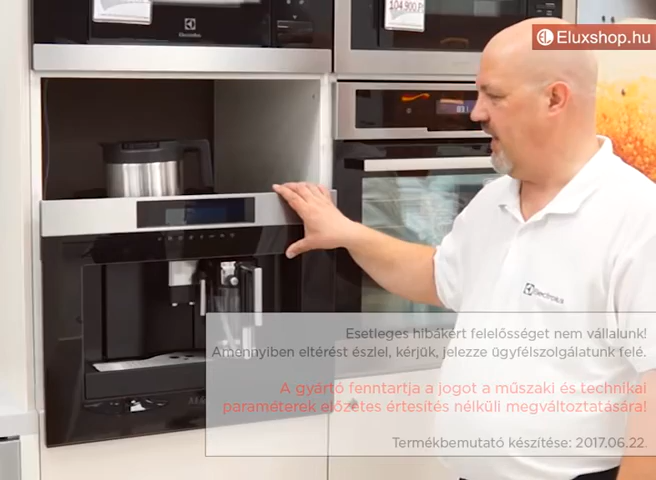 104.900 Ft
Electrolux
Eluxshop.hu
Electrolux
Esetleges hibákért felelősséget nem vállalunk!
Amennyiben eltérést észlel, kérjük, jelezze ügyfélszolgálatunk felé.
A gyártó fenntartja a jogot a műszaki és technikai
paraméterek előzetes értesítés nélküli megváltoztatására!
Termékbemutató készítése: 2017.06.22.